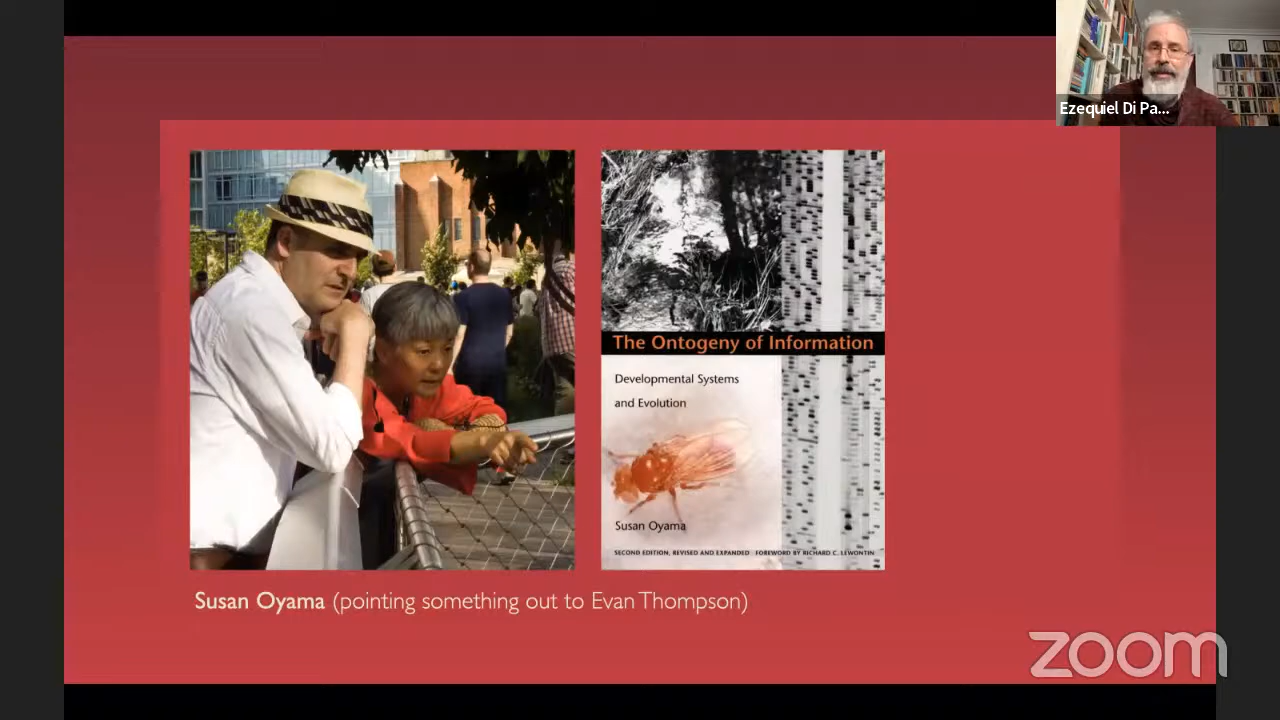 Ezequiel Di Pa...
The Ontogeny of Information
Developmental Systems
and Evolution
Susan Oyama
SECOND EDITION, REVISED AND EXPANDED FOREWORD BY RICHARD C. LEWONTIN
Susan Oyama (pointing something out to Evan Thompson)
zoom